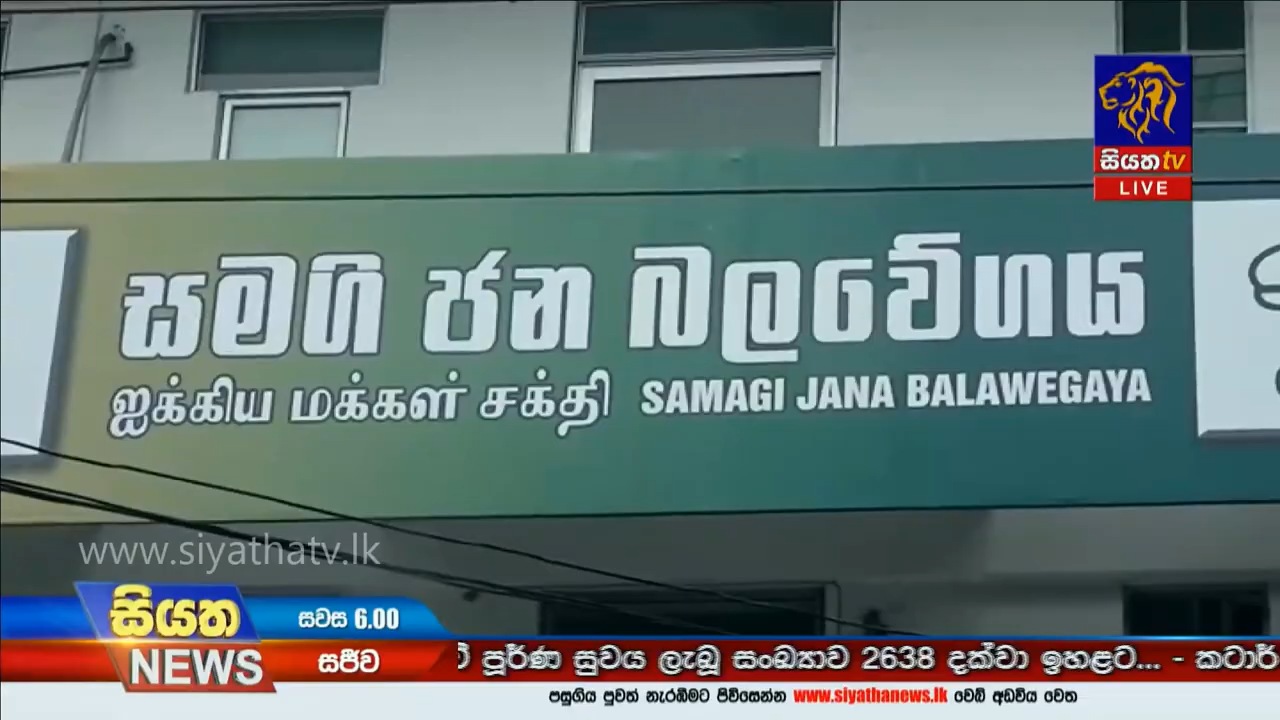 සියත tv
LIVE
සමගි ජන බලවේගය
ஐக்கிய மக்கள் சக்தி SAMAGI JANA BALAWEGAYA
www.siyathatv.lk
සියත සවස 6.00
NEWS සජීව පූර්ණ සුවය ලැබූ සංඛ්‍යාව 2638 දක්වා ඉහළට... - කටාර්
පසුගිය පුවත් නැරඹීමට පිවිසෙන්න www.siyathanews.lk වෙබ් අඩවිය වෙත